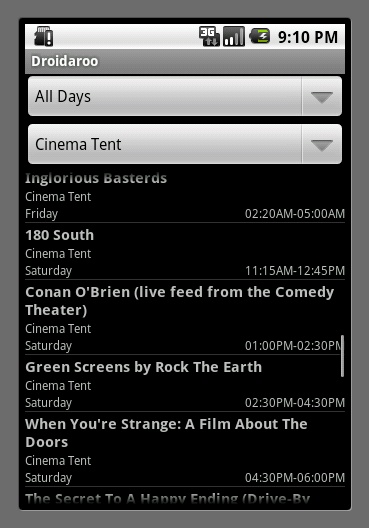 3G
9:10 PM
Droidaroo
All Days
Cinema Tent
Inglorious Basterds
Cinema Tent
Friday 02:20AM-05:00AM
180 South
Cinema Tent
Saturday 11:15AM-12:45PM
Conan O'Brien (live feed from the Comedy
Theater)
Cinema Tent
Saturday 01:00PM-02:30PM
Green Screens by Rock The Earth
Cinema Tent
Saturday 02:30PM-04:30PM
When You're Strange: A Film About The
Doors
Cinema Tent
Saturday 04:30PM-06:00PM
The Secret To A Happy Ending (Drive-By